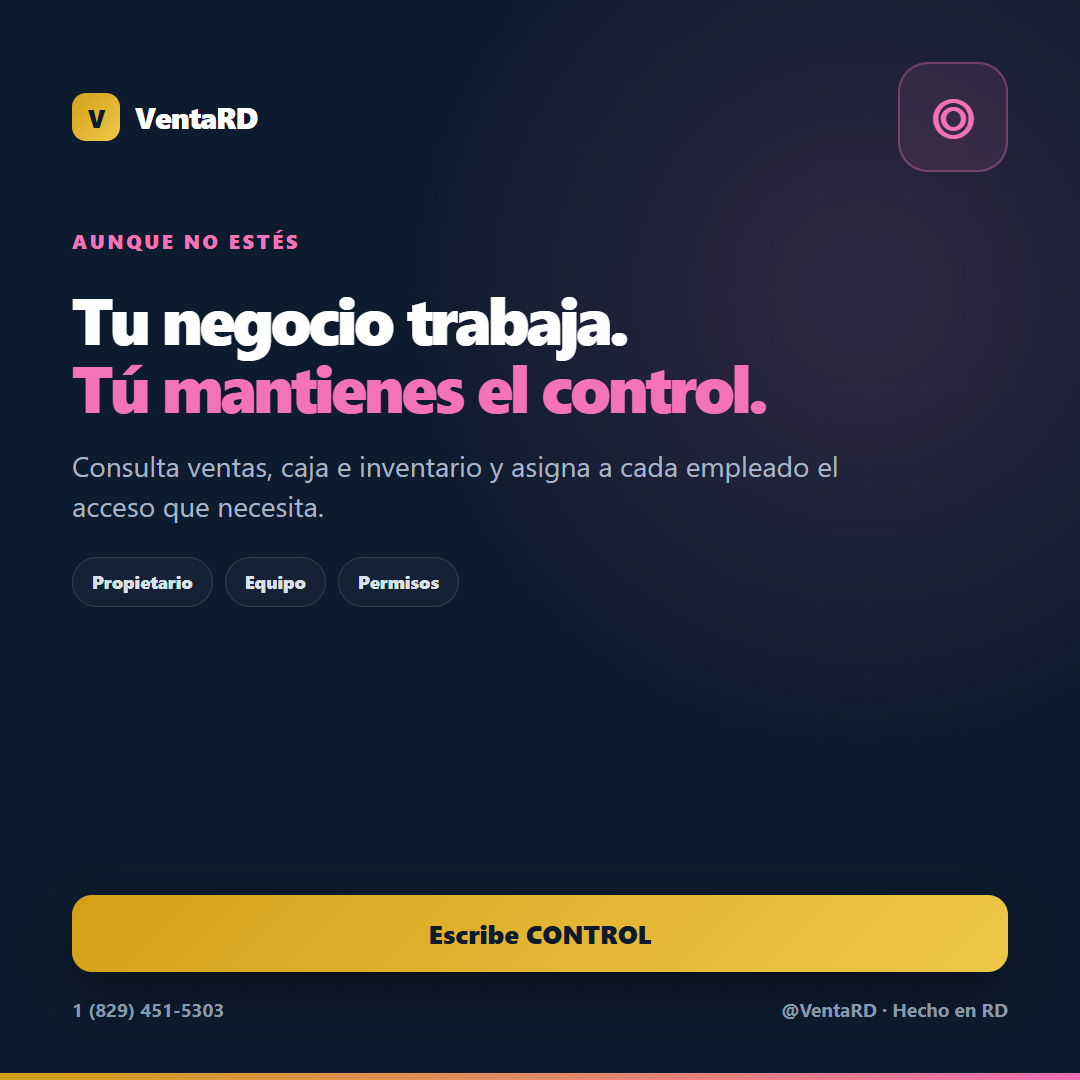 V VentaRD
AUNQUE NO ESTÉS
Tu negocio trabaja.
Tú mantienes el control.
Consulta ventas, caja e inventario y asigna a cada empleado el
acceso que necesita.
Propietario Equipo Permisos
Escribe CONTROL
1 (829) 451-5303 @VentaRD · Hecho en RD